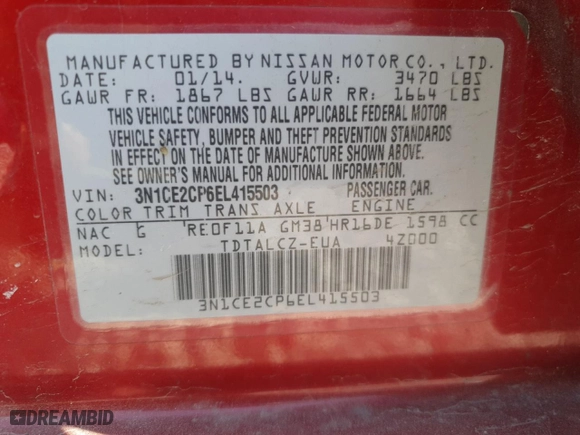 MANUFACTURED BY NISSAN MOTOR CO., LTD.
DATE: 01/14. GVWR: 3470 LBS
GAWR FR: 1867 LBS GAWR RR: 1664 LBS
THIS VEHICLE CONFORMS TO ALL APPLICABLE FEDERAL MOTOR
VEHICLE SAFETY, BUMPER AND THEFT PREVENTION STANDARDS
IN EFFECT ON THE DATE OF MANUFACTURE SHOWN ABOVE.
SEE OWNER'S MANUAL FOR ADDITIONAL INFORMATION.
VIN: 3N1CE2CP6EL415503 PASSENGER CAR.
COLOR TRIM TRANS AXLE ENGINE
NAC G 'RE0F11A GM38'HR16DE 1598 CC
MODEL: TDTALCZ-EUA 4Z000
3N1CE2CP6EL415503
DREAMBID